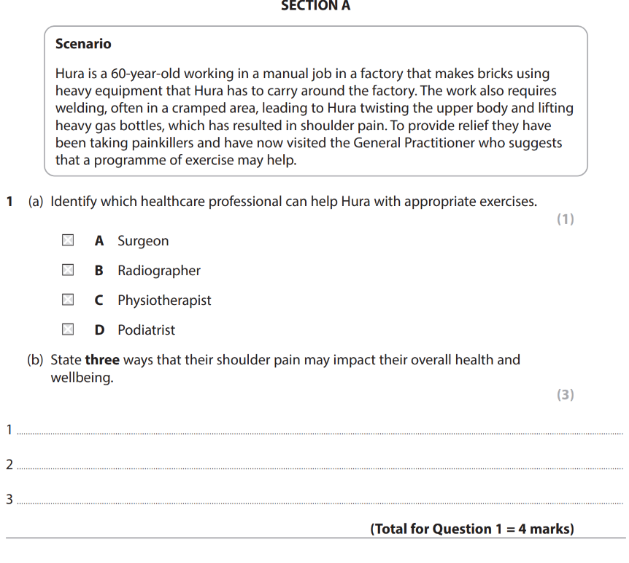 SECTION A
Scenario
Hura is a 60-year-old working in a manual job in a factory that makes bricks using
heavy equipment that Hura has to carry around the factory. The work also requires
welding, often in a cramped area, leading to Hura twisting the upper body and lifting
heavy gas bottles, which has resulted in shoulder pain. To provide relief they have
been taking painkillers and have now visited the General Practitioner who suggests
that a programme of exercise may help.
1 (a) Identify which healthcare professional can help Hura with appropriate exercises.
(1)
A Surgeon
B Radiographer
C Physiotherapist
D Podiatrist
(b) State three ways that their shoulder pain may impact their overall health and
wellbeing.
(3)
1
2
3
(Total for Question 1 = 4 marks)